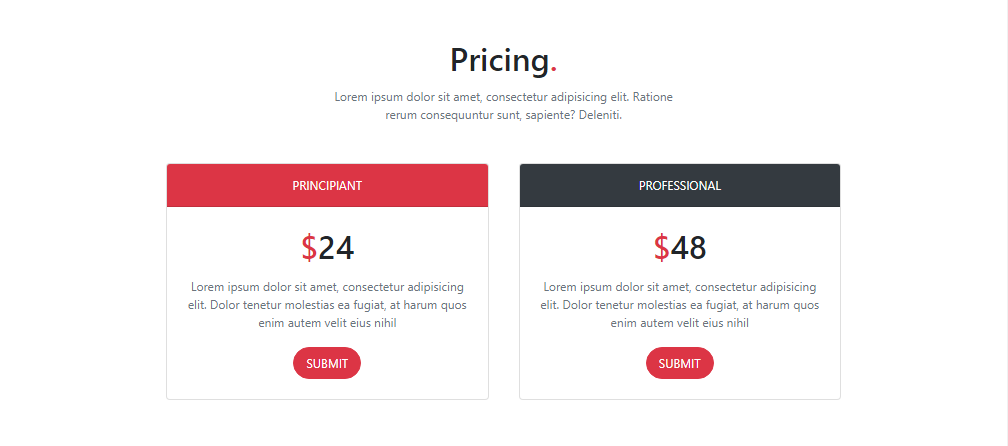 Pricing.
Lorem ipsum dolor sit amet, consectetur adipisicing elit. Ratione
rerum consequuntur sunt, sapiente? Deleniti.
PRINCIPIANT
$24
Lorem ipsum dolor sit amet, consectetur adipisicing
elit. Dolor tenetur molestias ea fugiat, at harum quos
enim autem velit eius nihil
SUBMIT
PROFESSIONAL
$48
Lorem ipsum dolor sit amet, consectetur adipisicing
elit. Dolor tenetur molestias ea fugiat, at harum quos
enim autem velit eius nihil
SUBMIT